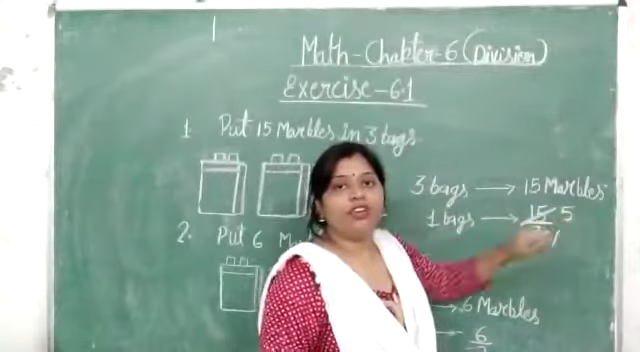 Math-Chapter-6 (Division)
Exercise-6.1
1. Put 15 Marbles in 3 bags
3 bags → 15 Marbles
1 bags → 15 5
2. Put 6
6 Marbles
6